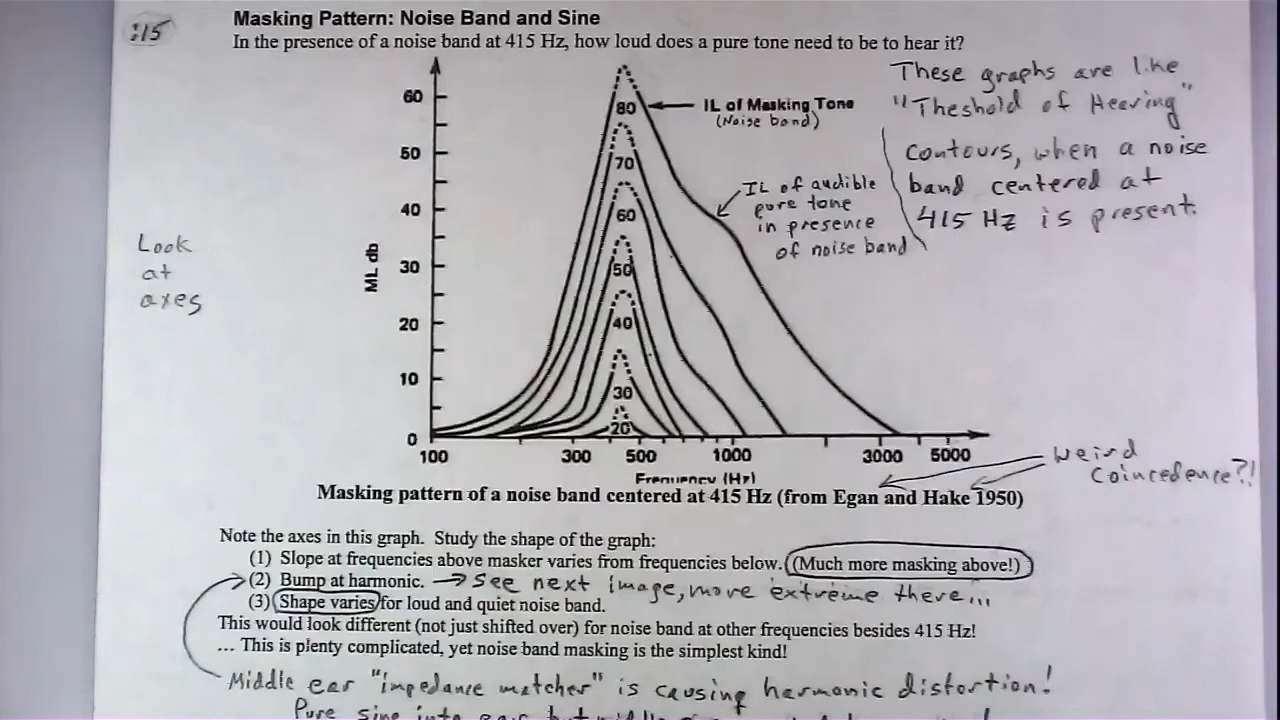 :15
Masking Pattern: Noise Band and Sine
In the presence of a noise band at 415 Hz, how loud does a pure tone need to be to hear it?
These graphs are like
"Theshold of Heering"
contours, when a noise
band centered at
415 Hz is present.
Look
at
axes
ML db
60
50
40
30
20
10
0
80
70
60
50
40
30
20
IL of Masking Tone
(Noise band)
IL of audible
pure tone
in presence
of noise band
100
300
500
1000
3000
5000
Frequency (Hz)
weird
Coincedence?!
Masking pattern of a noise band centered at 415 Hz (from Egan and Hake 1950)
Note the axes in this graph. Study the shape of the graph:
(1) Slope at frequencies above masker varies from frequencies below. (Much more masking above!)
(2) Bump at harmonic. → See next image, more extreme there...
(3) Shape varies for loud and quiet noise band.
This would look different (not just shifted over) for noise band at other frequencies besides 415 Hz!
... This is plenty complicated, yet noise band masking is the simplest kind!
Middle ear "impedance matcher" is causing harmonic distortion!
Pure sine into ear, but